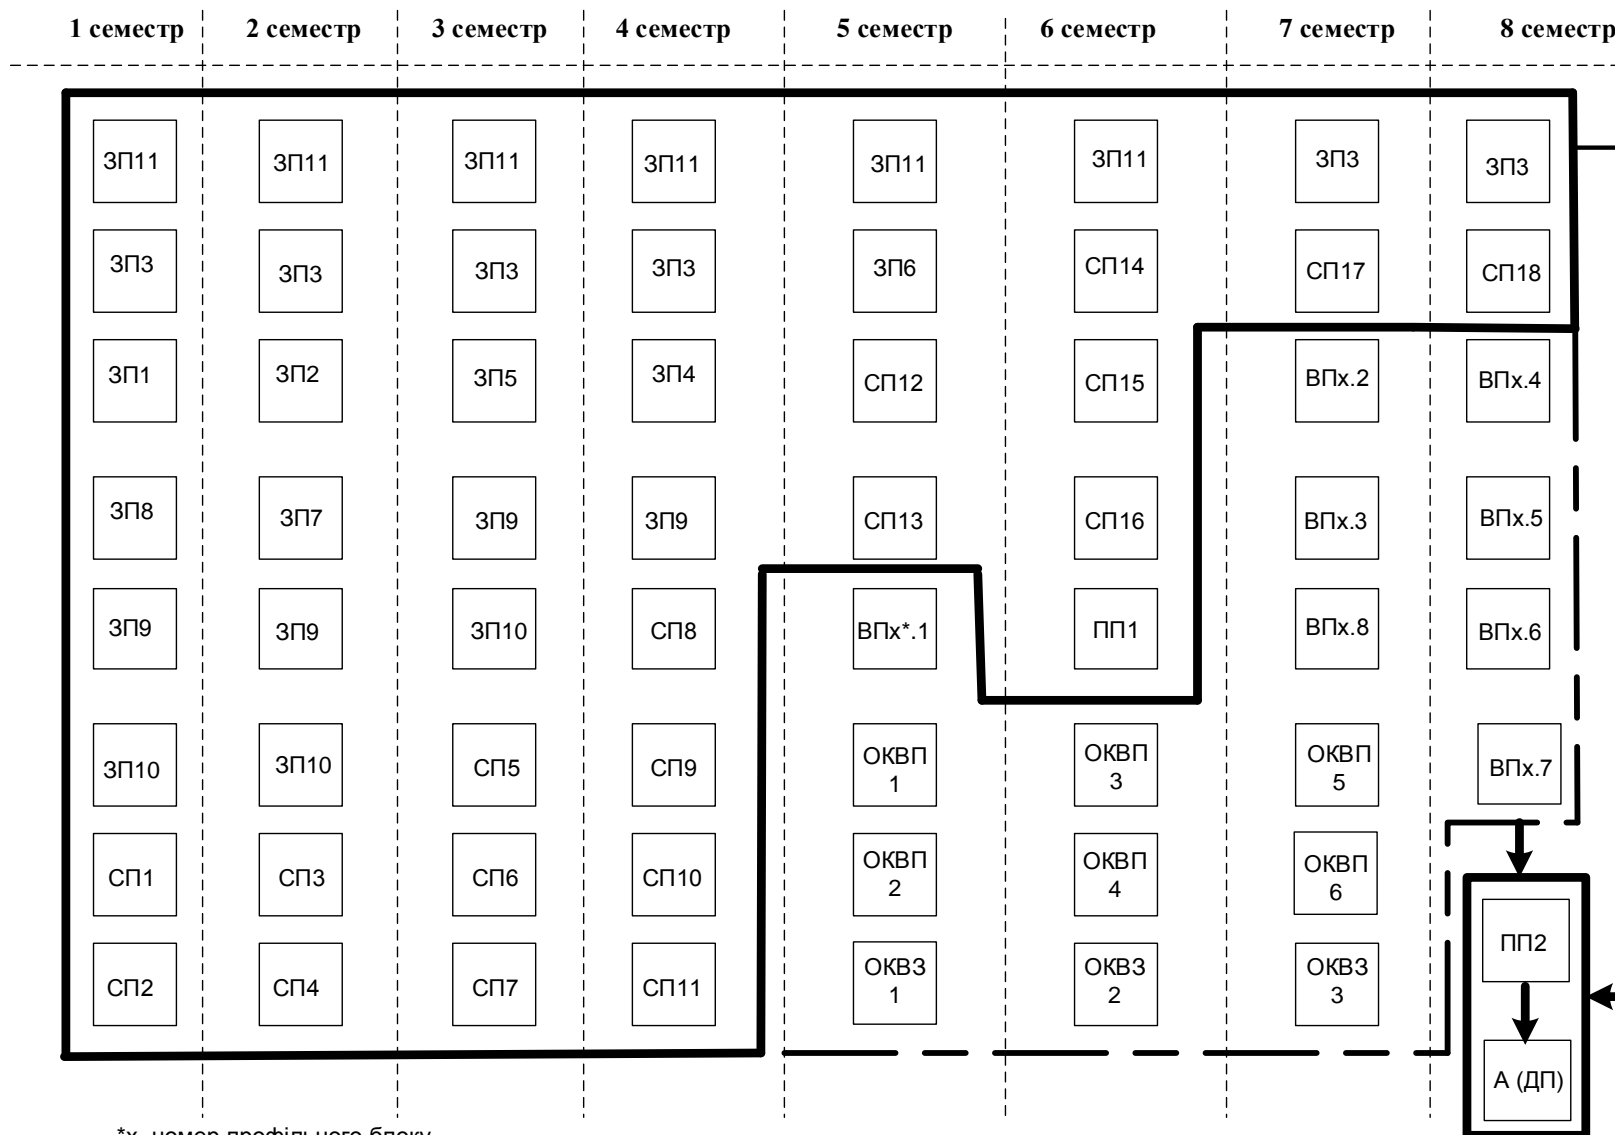 1 семестр 2 семестр 3 семестр 4 семестр 5 семестр 6 семестр 7 семестр 8 семестр
ЗП11 ЗП11 ЗП11 ЗП11 ЗП11 ЗП11 ЗП3 ЗП3
ЗП3 ЗП3 ЗП3 ЗП3 ЗП6 СП14 СП17 СП18
ЗП1 ЗП2 ЗП5 ЗП4 СП12 СП15 ВПх.2 ВПх.4
ЗП8 ЗП7 ЗП9 ЗП9 СП13 СП16 ВПх.3 ВПх.5
ЗП9 ЗП9 ЗП10 СП8 ВПх*.1 ПП1 ВПх.8 ВПх.6
ЗП10 ЗП10 СП5 СП9 ОКВП 1 ОКВП 3 ОКВП 5 ВПх.7
СП1 СП3 СП6 СП10 ОКВП 2 ОКВП 4 ОКВП 6
ПП2
СП2 СП4 СП7 СП11 ОКВЗ 1 ОКВЗ 2 ОКВЗ 3
А (ДП)
*х- номер профільного блоку